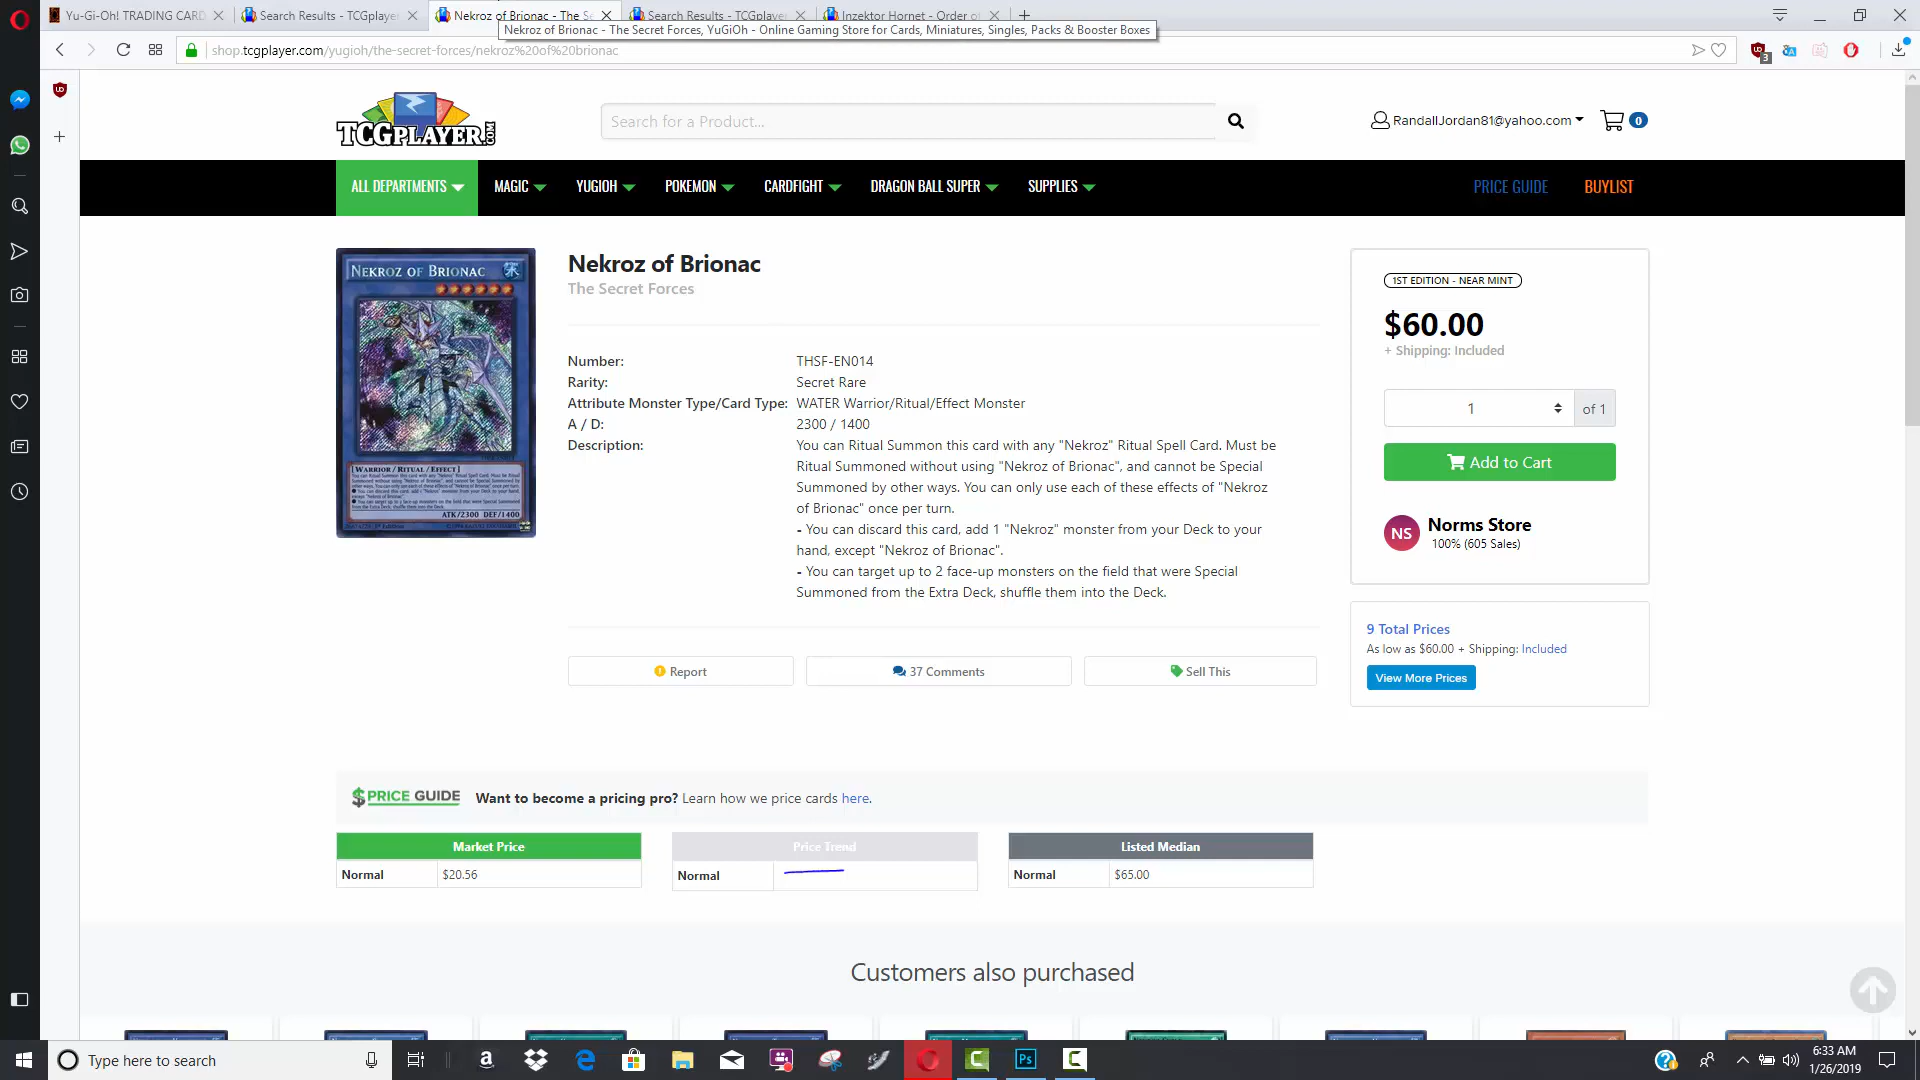 Yu-Gi-Oh! TRADING CARD
Search Results - TCGplayer
Nekroz of Brionac - The Se
Search Results - TCGplayer
Inzektor Hornet - Order o
Nekroz of Brionac - The Secret Forces, YuGiOh - Online Gaming Store for Cards, Miniatures, Singles, Packs & Booster Boxes
shop.tcgplayer.com/yugioh/the-secret-forces/nekroz%20of%20brionac
3
TCGPLAYER.COM
Search for a Product...
RandallJordan81@yahoo.com
0
ALL DEPARTMENTS
MAGIC
YUGIOH
POKEMON
CARDFIGHT
DRAGON BALL SUPER
SUPPLIES
PRICE GUIDE
BUYLIST
NEKROZ OF BRIONAC
[WARRIOR / RITUAL / EFFECT]
ATK/2300 DEF/1400
Nekroz of Brionac
The Secret Forces
Number: THSF-EN014
Rarity: Secret Rare
Attribute Monster Type/Card Type: WATER Warrior/Ritual/Effect Monster
A / D: 2300 / 1400
Description: You can Ritual Summon this card with any "Nekroz" Ritual Spell Card. Must be
Ritual Summoned without using "Nekroz of Brionac", and cannot be Special
Summoned by other ways. You can only use each of these effects of "Nekroz
of Brionac" once per turn.
- You can discard this card, add 1 "Nekroz" monster from your Deck to your
hand, except "Nekroz of Brionac".
- You can target up to 2 face-up monsters on the field that were Special
Summoned from the Extra Deck, shuffle them into the Deck.
Report
37 Comments
Sell This
1ST EDITION - NEAR MINT
$60.00
+ Shipping: Included
1
of 1
Add to Cart
NS
Norms Store
100% (605 Sales)
9 Total Prices
As low as $60.00 + Shipping: Included
View More Prices
$PRICE GUIDE
Want to become a pricing pro? Learn how we price cards here.
Market Price
Normal $20.56
Price Trend
Normal
Listed Median
Normal $65.00
Customers also purchased
Type here to search
Ps
6:33 AM
1/26/2019